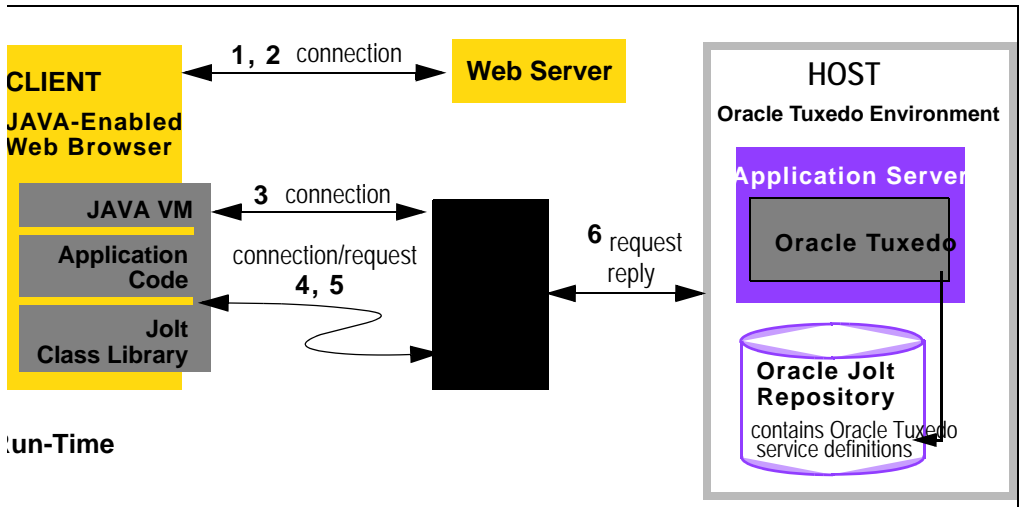 1, 2 connection
Web Server
CLIENT
JAVA-Enabled
Web Browser
JAVA VM
Application
Code
Jolt
Class Library
3 connection
connection/request
4, 5
6 request
reply
HOST
Oracle Tuxedo Environment
Application Server
Oracle Tuxedo
Oracle Jolt
Repository
contains Oracle Tuxedo
service definitions
Run-Time